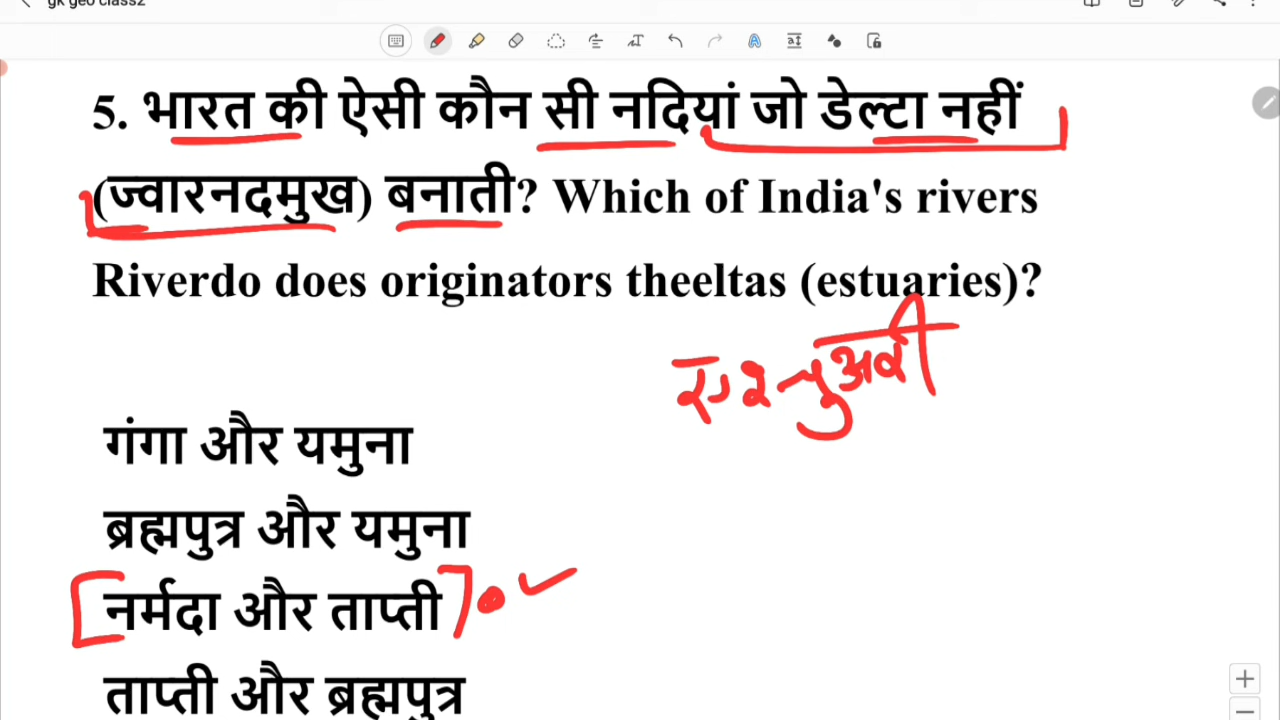 gk geo class2
5. भारत की ऐसी कौन सी नदियां जो डेल्टा नहीं
(ज्वारनदमुख) बनाती? Which of India's rivers
Riverdo does originators theeltas (estuaries)?
गंगा और यमुना
ब्रह्मपुत्र और यमुना
नर्मदा और ताप्ती
ताप्ती और ब्रह्मपुत्र